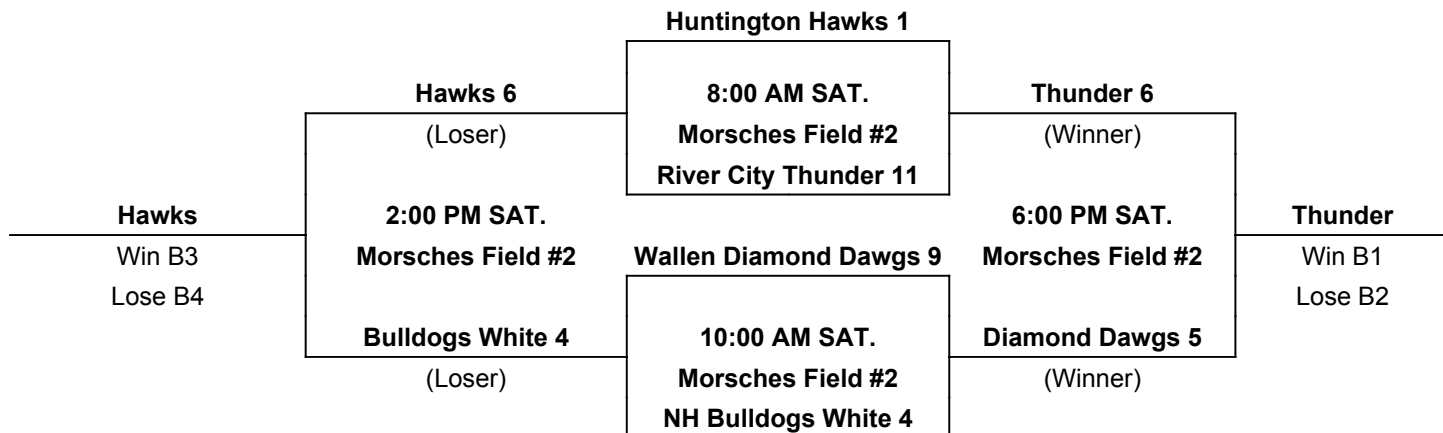 Huntington Hawks 1
Hawks 6
8:00 AM SAT.
Thunder 6
(Loser)
Morsches Field #2
(Winner)
River City Thunder 11
Hawks
2:00 PM SAT.
6:00 PM SAT.
Thunder
Win B3
Morsches Field #2
Wallen Diamond Dawgs 9
Morsches Field #2
Win B1
Lose B4
Lose B2
Bulldogs White 4
10:00 AM SAT.
Diamond Dawgs 5
(Loser)
Morsches Field #2
(Winner)
NH Bulldogs White 4